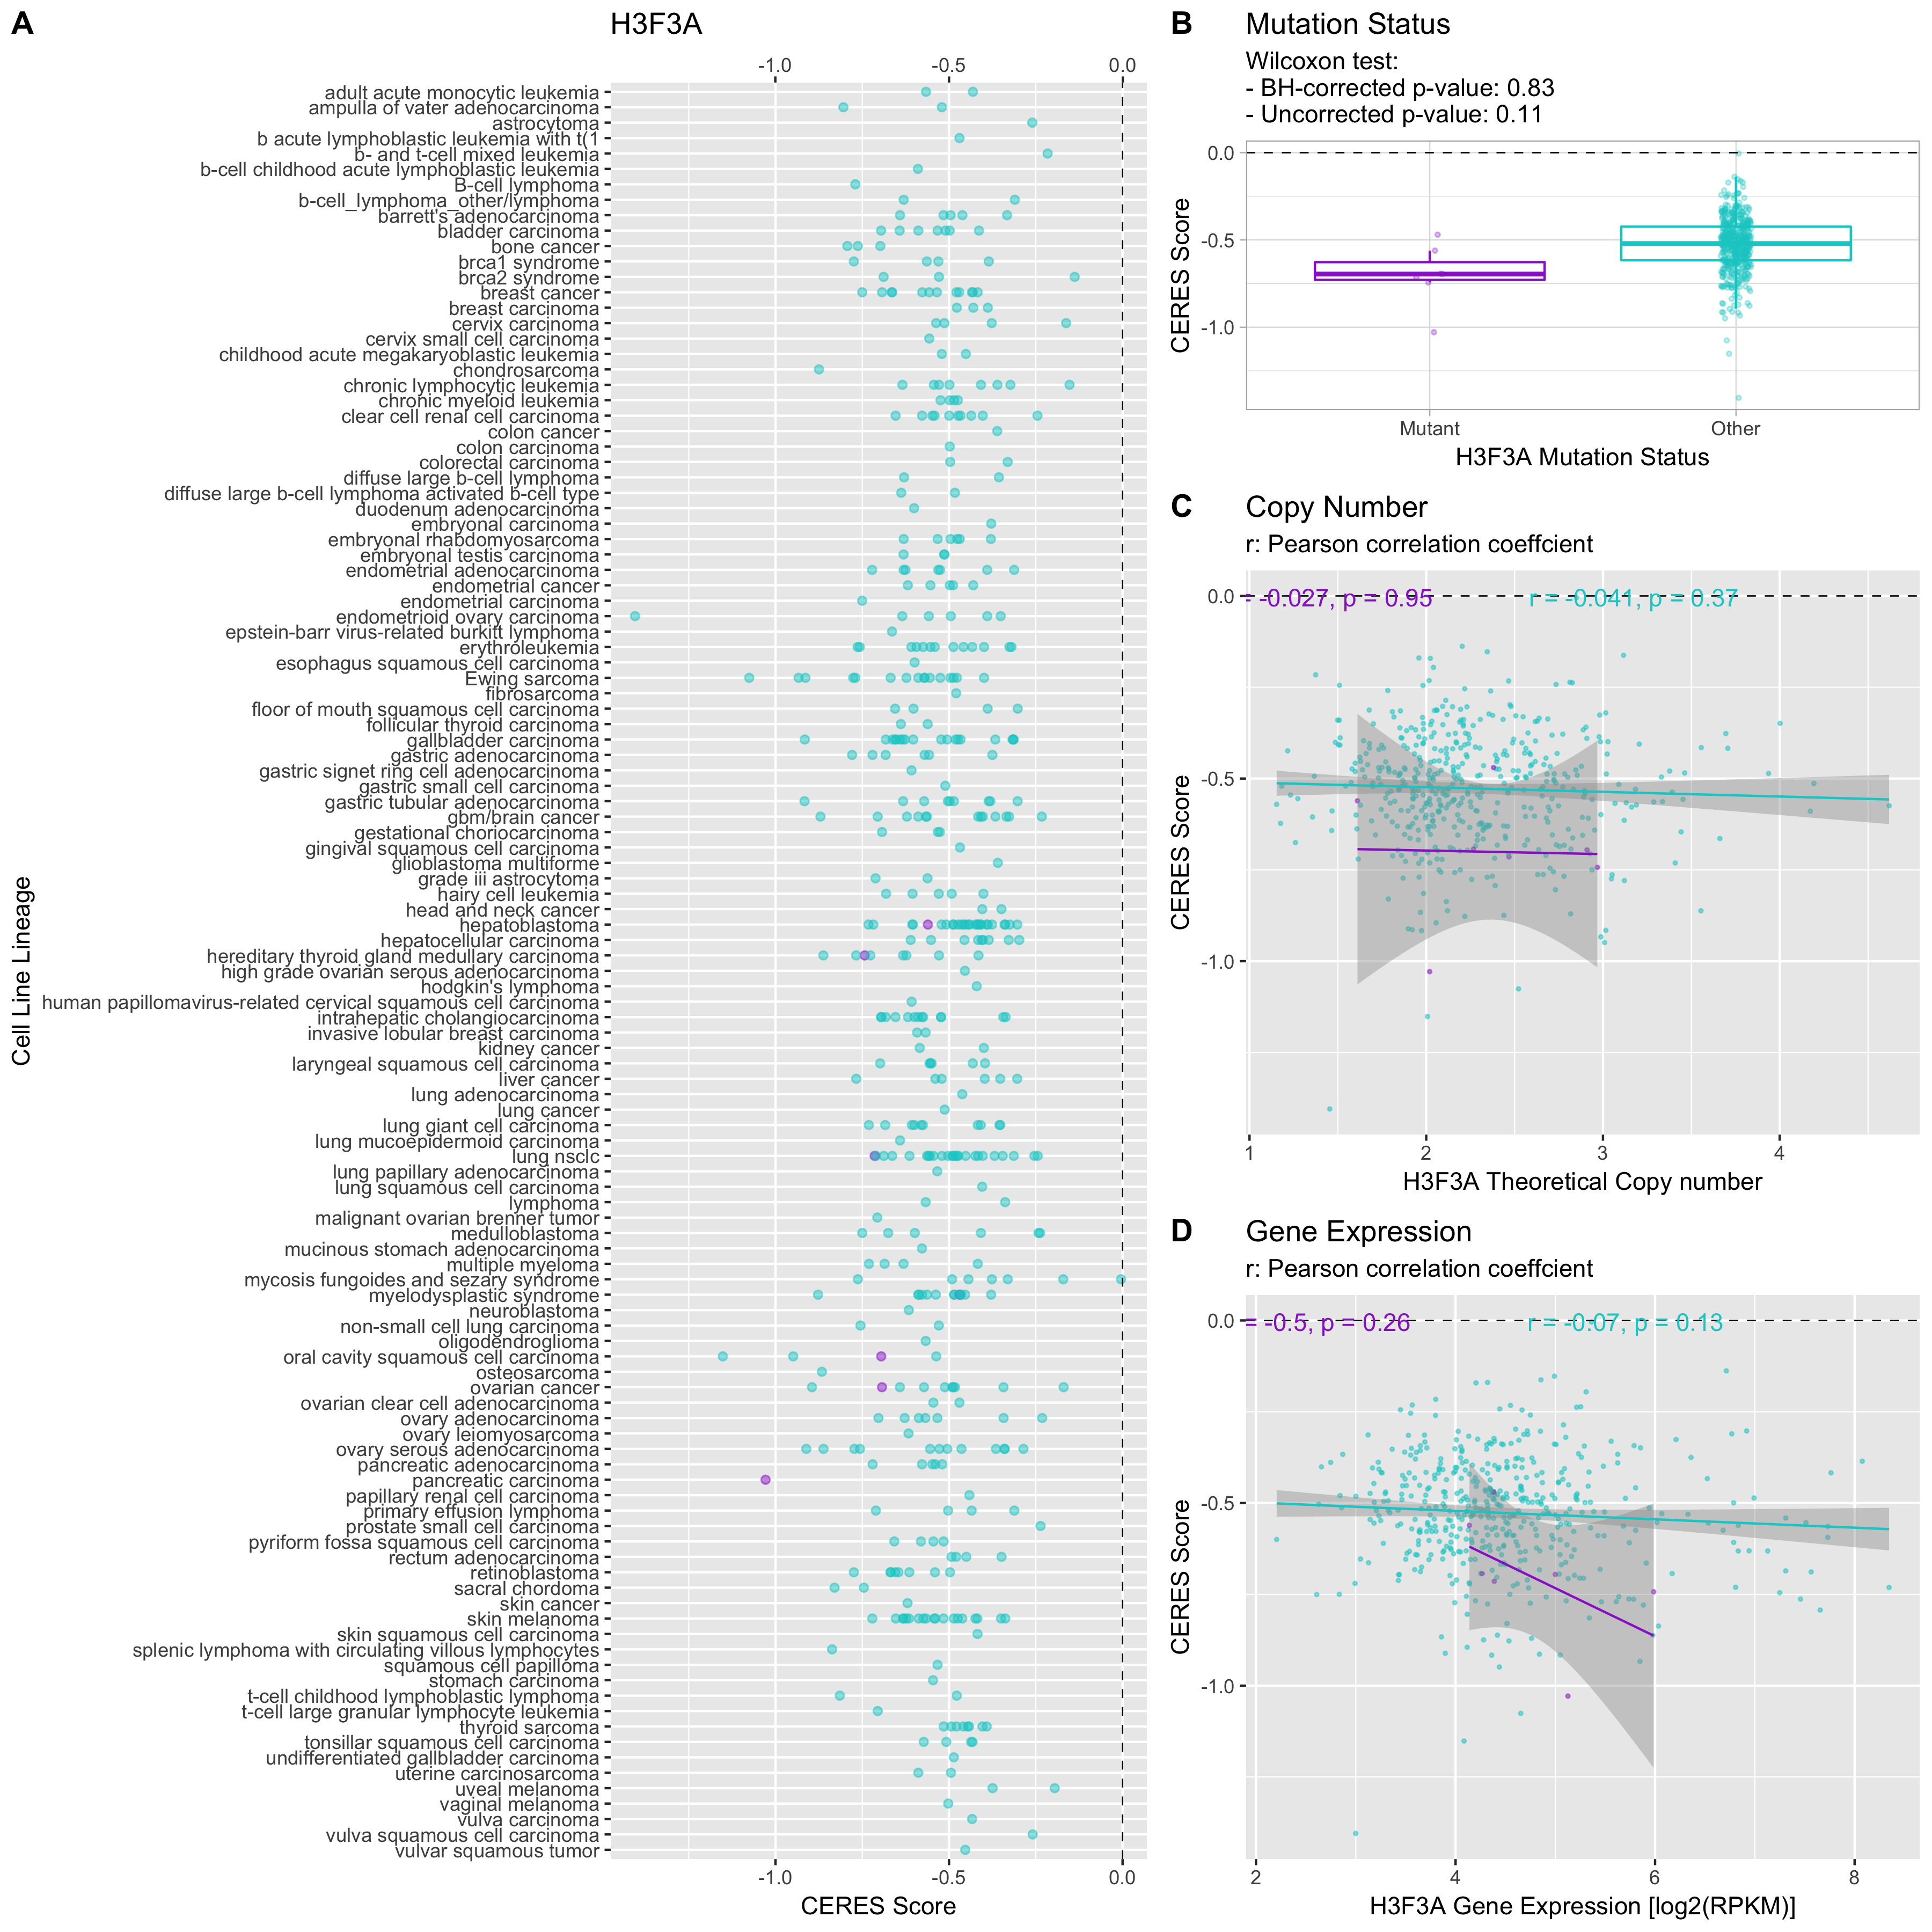 A
H3F3A
-1.0
-0.5
0.0
adult acute monocytic leukemia
ampulla of vater adenocarcinoma
astrocytoma
b acute lymphoblastic leukemia with t(1
b- and t-cell mixed leukemia
b-cell childhood acute lymphoblastic leukemia
B-cell lymphoma
b-cell_lymphoma_other/lymphoma
barrett's adenocarcinoma
bladder carcinoma
bone cancer
brca1 syndrome
brca2 syndrome
breast cancer
breast carcinoma
cervix carcinoma
cervix small cell carcinoma
childhood acute megakaryoblastic leukemia
chondrosarcoma
chronic lymphocytic leukemia
chronic myeloid leukemia
clear cell renal cell carcinoma
colon cancer
colon carcinoma
colorectal carcinoma
diffuse large b-cell lymphoma
diffuse large b-cell lymphoma activated b-cell type
duodenum adenocarcinoma
embryonal carcinoma
embryonal rhabdomyosarcoma
embryonal testis carcinoma
endometrial adenocarcinoma
endometrial cancer
endometrial carcinoma
endometrioid ovary carcinoma
epstein-barr virus-related burkitt lymphoma
erythroleukemia
esophagus squamous cell carcinoma
Ewing sarcoma
fibrosarcoma
floor of mouth squamous cell carcinoma
follicular thyroid carcinoma
gallbladder carcinoma
gastric adenocarcinoma
gastric signet ring cell adenocarcinoma
gastric small cell carcinoma
gastric tubular adenocarcinoma
gbm/brain cancer
gestational choriocarcinoma
gingival squamous cell carcinoma
glioblastoma multiforme
grade iii astrocytoma
hairy cell leukemia
head and neck cancer
hepatoblastoma
hepatocellular carcinoma
hereditary thyroid gland medullary carcinoma
high grade ovarian serous adenocarcinoma
hodgkin's lymphoma
human papillomavirus-related cervical squamous cell carcinoma
intrahepatic cholangiocarcinoma
invasive lobular breast carcinoma
kidney cancer
laryngeal squamous cell carcinoma
liver cancer
lung adenocarcinoma
lung cancer
lung giant cell carcinoma
lung mucoepidermoid carcinoma
lung nsclc
lung papillary adenocarcinoma
lung squamous cell carcinoma
lymphoma
malignant ovarian brenner tumor
medulloblastoma
mucinous stomach adenocarcinoma
multiple myeloma
mycosis fungoides and sezary syndrome
myelodysplastic syndrome
neuroblastoma
non-small cell lung carcinoma
oligodendroglioma
oral cavity squamous cell carcinoma
osteosarcoma
ovarian cancer
ovarian clear cell adenocarcinoma
ovary adenocarcinoma
ovary leiomyosarcoma
ovary serous adenocarcinoma
pancreatic adenocarcinoma
pancreatic carcinoma
papillary renal cell carcinoma
primary effusion lymphoma
prostate small cell carcinoma
pyriform fossa squamous cell carcinoma
rectum adenocarcinoma
retinoblastoma
sacral chordoma
skin cancer
skin melanoma
skin squamous cell carcinoma
splenic lymphoma with circulating villous lymphocytes
squamous cell papilloma
stomach carcinoma
t-cell childhood lymphoblastic lymphoma
t-cell large granular lymphocyte leukemia
thyroid sarcoma
tonsillar squamous cell carcinoma
undifferentiated gallbladder carcinoma
uterine carcinosarcoma
uveal melanoma
vaginal melanoma
vulva carcinoma
vulva squamous cell carcinoma
vulvar squamous tumor
-1.0
-0.5
0.0
CERES Score
Cell Line Lineage
B
Mutation Status
Wilcoxon test:
- BH-corrected p-value: 0.83
- Uncorrected p-value: 0.11
0.0
-0.5
-1.0
CERES Score
Mutant
Other
H3F3A Mutation Status
C
Copy Number
r: Pearson correlation coeffcient
= -0.027, p = 0.95
r = -0.041, p = 0.37
0.0
-0.5
-1.0
CERES Score
1
2
3
4
H3F3A Theoretical Copy number
D
Gene Expression
r: Pearson correlation coeffcient
= -0.5, p = 0.26
r = -0.07, p = 0.13
0.0
-0.5
-1.0
CERES Score
2
4
6
8
H3F3A Gene Expression [log2(RPKM)]